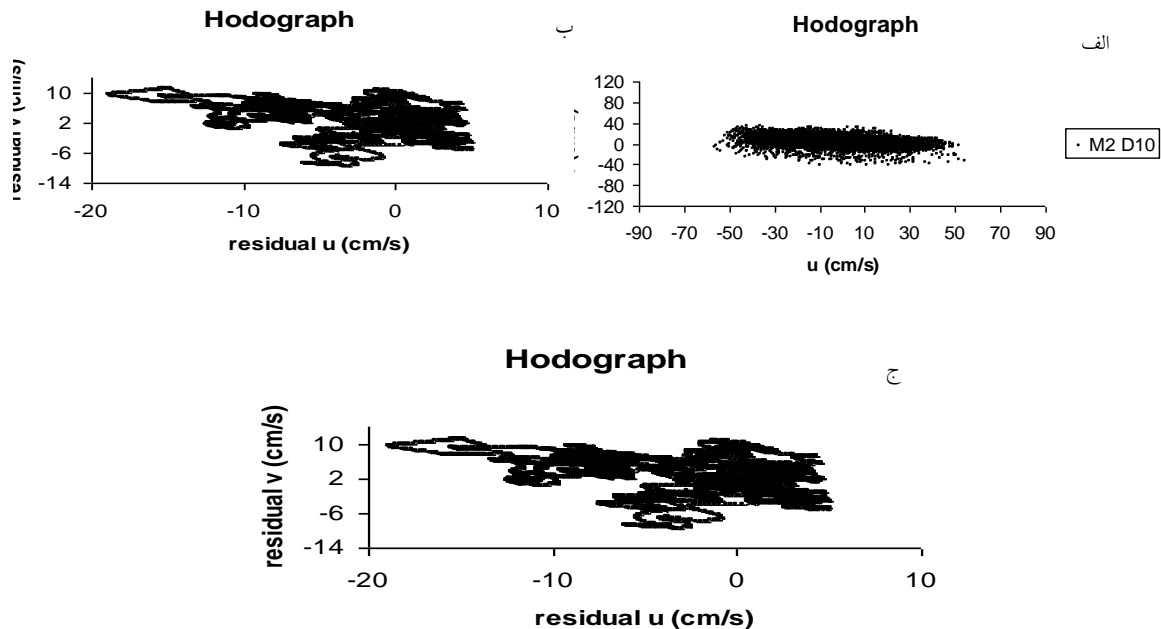 Hodograph
ب
residual v (cm/s)
10
2
-6
-14
-20 -10 0 10
residual u (cm/s)
Hodograph
الف
120
80
40
0
-40
-80
-120
-90 -70 -50 -30 -10 10 30 50 70 90
u (cm/s)
M2 D10
Hodograph
ج
residual v (cm/s)
10
2
-6
-14
-20 -10 0 10
residual u (cm/s)